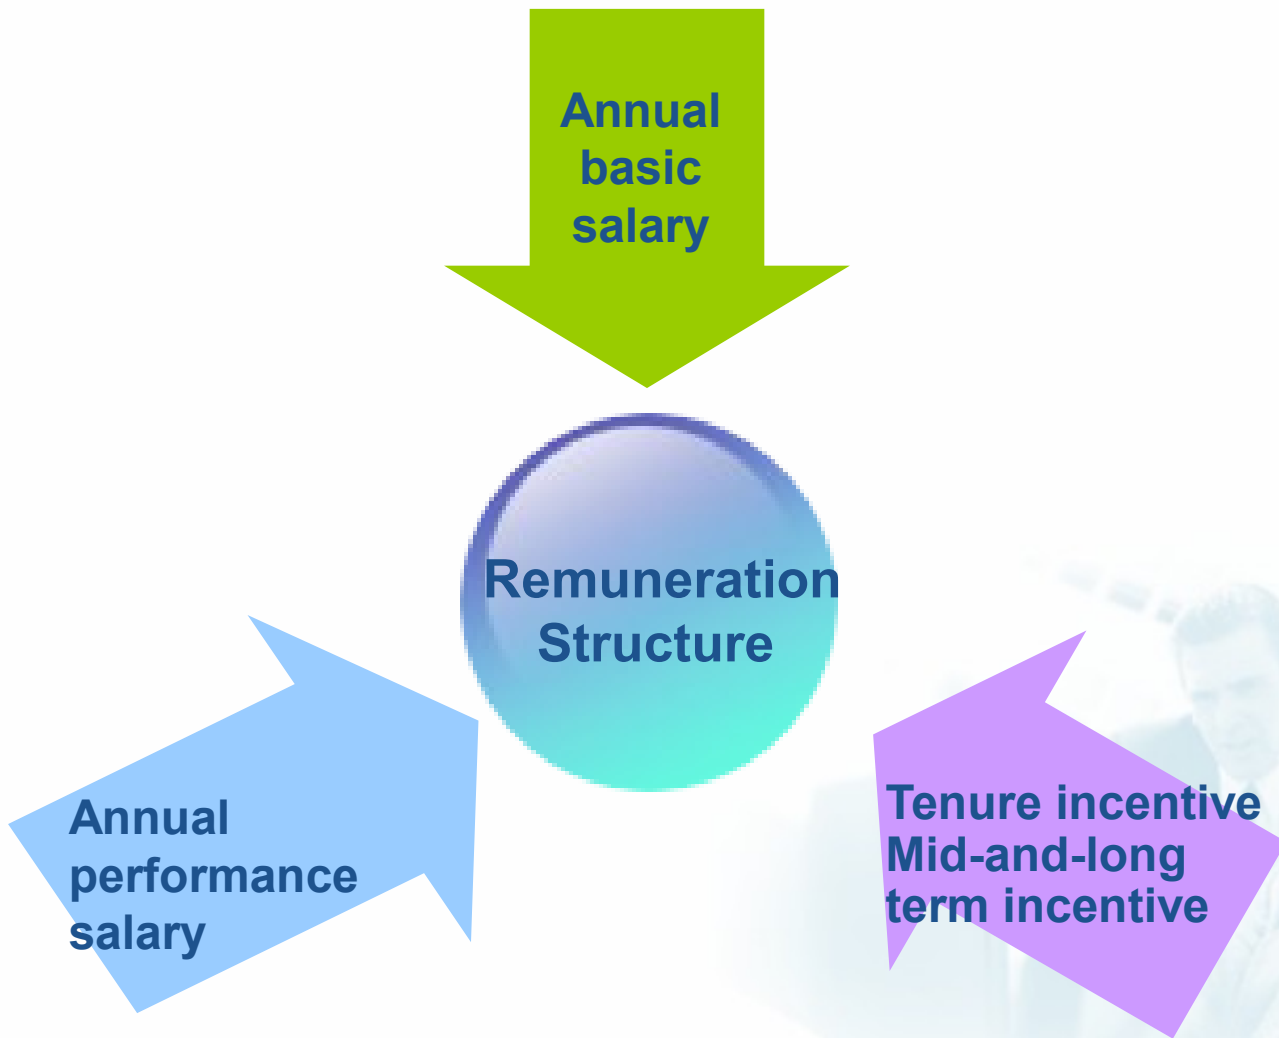 Annual
basic
salary
Remuneration
Structure
Annual
performance
salary
Tenure incentive
Mid-and-long
term incentive